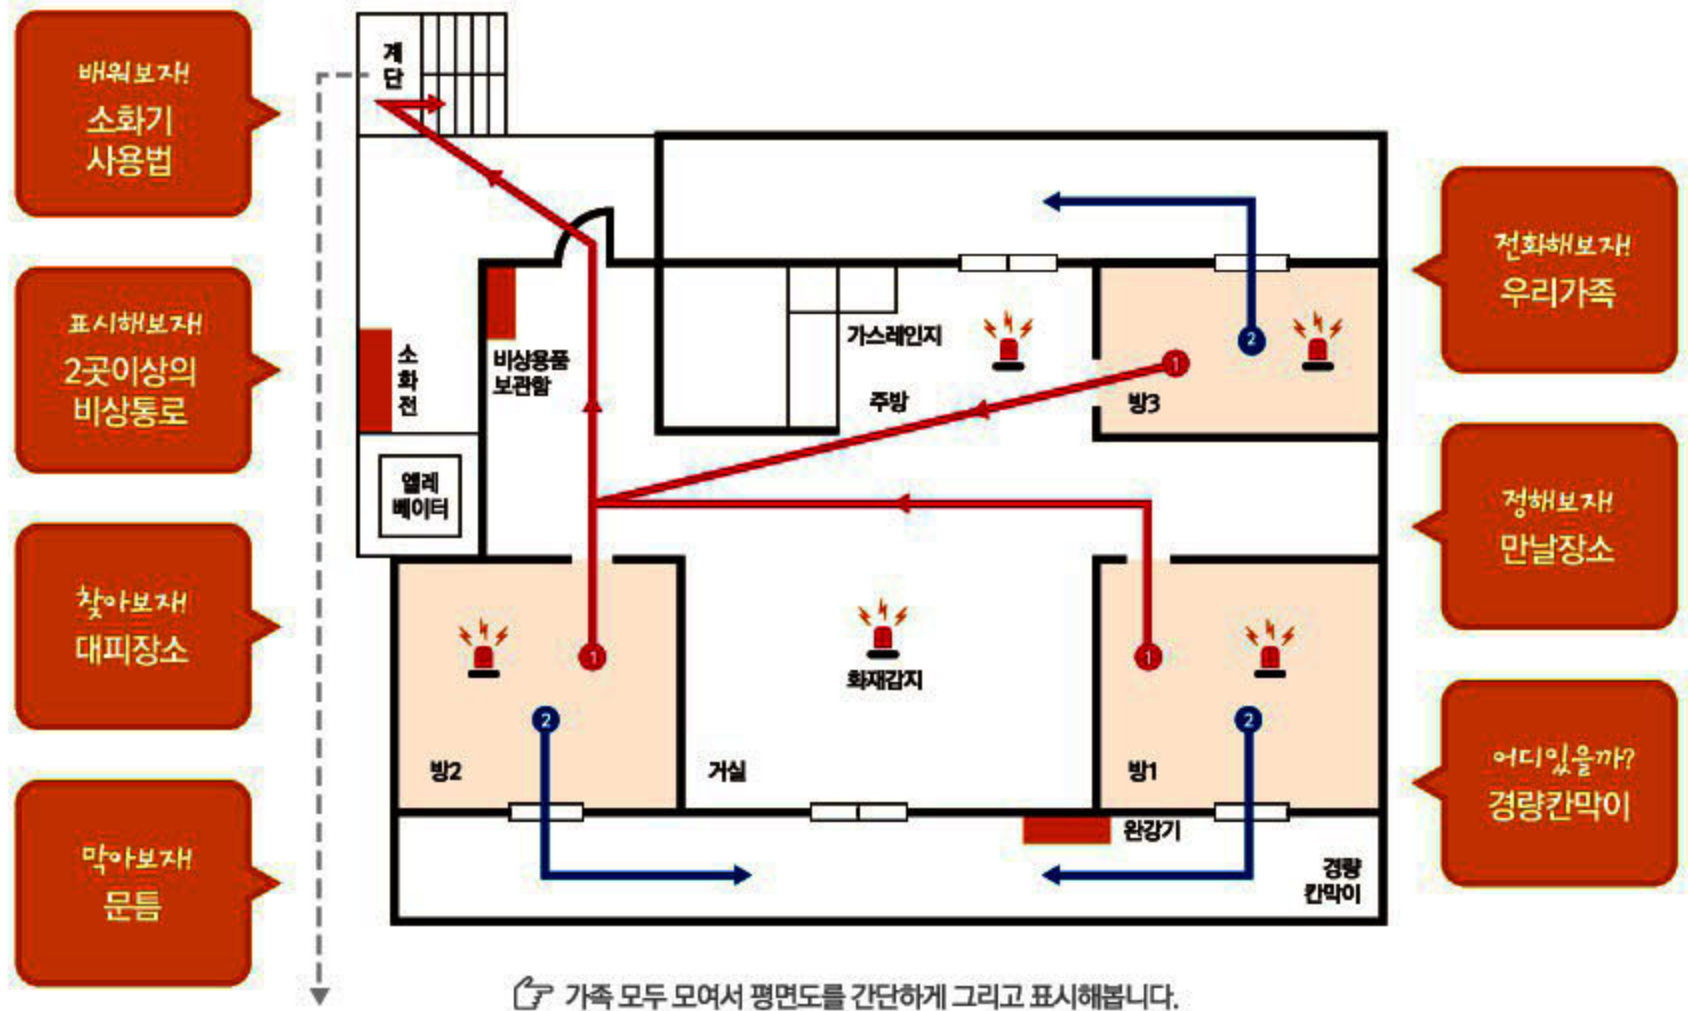 배워보자!
소화기
사용법
표시해보자!
2곳이상의
비상통로
찾아보자!
대피장소
막아보자!
문틈
계
단
소
화
전
비상용품
보관함
엘레
베이터
가스레인지
주방
1
2
방3
1
2
방2
화재감지
거실
1
2
방1
완강기
경량
칸막이
전화해보자!
우리가족
정해보자!
만날장소
어디있을까?
경량칸막이
가족 모두 모여서 평면도를 간단하게 그리고 표시해봅니다.